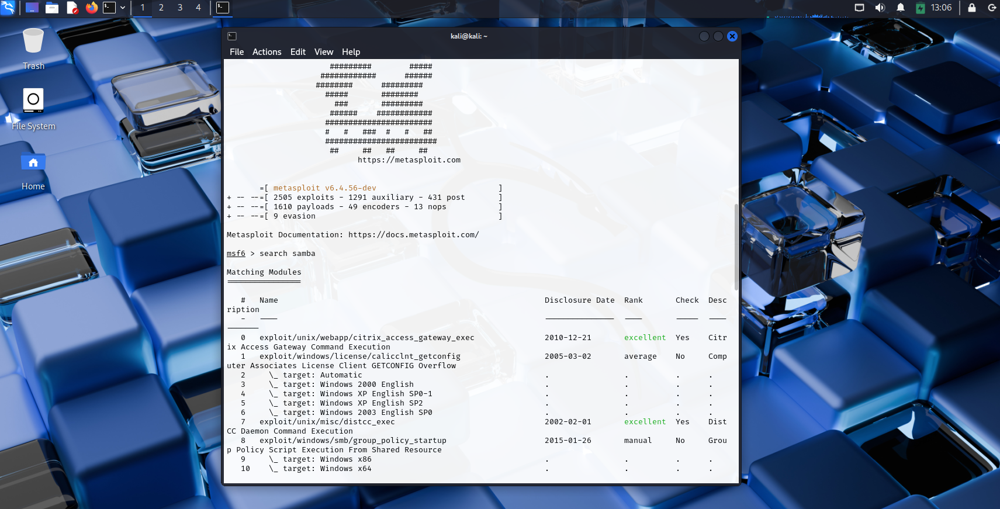 1 2 3 4 13:06
Trash
File System
Home
kali@kali: ~
File Actions Edit View Help
######### #####
############ ######
######## #########
##### ########
### #########
###### ############
#######################
# # ### # # ##
########################
## ## ## ##
https://metasploit.com
=[ metasploit v6.4.56-dev ]
+ -- --=[ 2505 exploits - 1291 auxiliary - 431 post ]
+ -- --=[ 1610 payloads - 49 encoders - 13 nops ]
+ -- --=[ 9 evasion ]
Metasploit Documentation: https://docs.metasploit.com/
msf6 > search samba
Matching Modules
================
# Name Disclosure Date Rank Check Desc
ription
- ---- --------------- ---- ----- ----
-------
0 exploit/unix/webapp/citrix_access_gateway_exec 2010-12-21 excellent Yes Citr
ix Access Gateway Command Execution
1 exploit/windows/license/calicclnt_getconfig 2005-03-02 average No Comp
uter Associates License Client GETCONFIG Overflow
2 \_ target: Automatic . . . .
3 \_ target: Windows 2000 English . . . .
4 \_ target: Windows XP English SP0-1 . . . .
5 \_ target: Windows XP English SP2 . . . .
6 \_ target: Windows 2003 English SP0 . . . .
7 exploit/unix/misc/distcc_exec 2002-02-01 excellent Yes Dist
CC Daemon Command Execution
8 exploit/windows/smb/group_policy_startup 2015-01-26 manual No Grou
p Policy Script Execution From Shared Resource
9 \_ target: Windows x86 . . . .
10 \_ target: Windows x64 . . . .